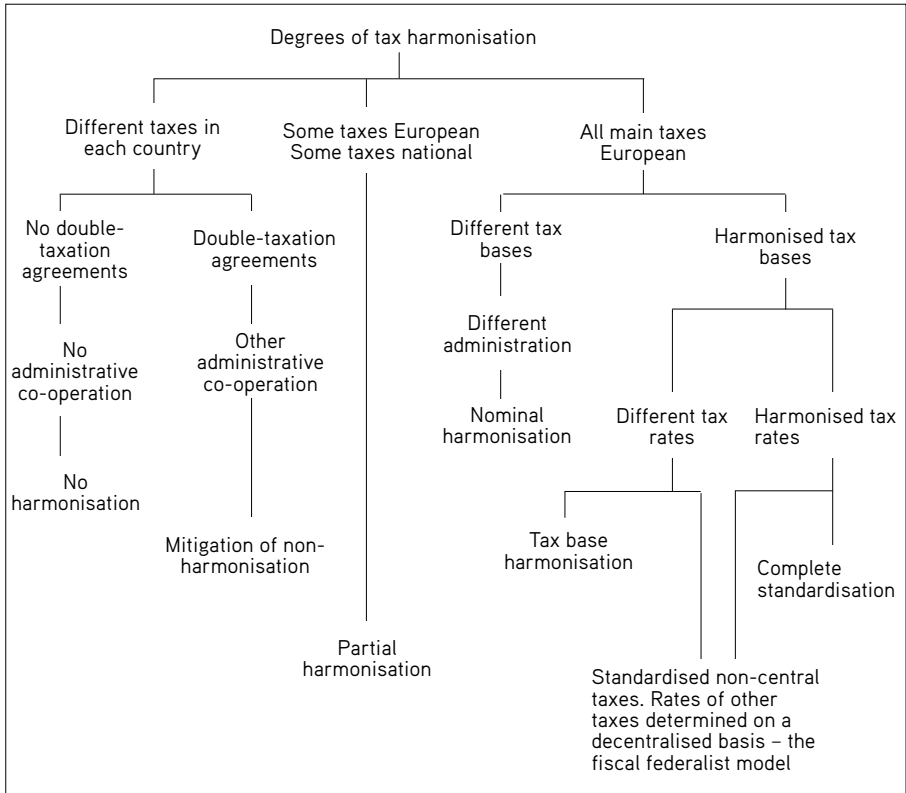 Degrees of tax harmonisation
Different taxes in
each country
Some taxes European
Some taxes national
All main taxes
European
No double-
taxation
agreements
Double-taxation
agreements
Different tax
bases
Harmonised tax
bases
No
administrative
co-operation
Other
administrative
co-operation
Different
administration
Nominal
harmonisation
Different tax
rates
Harmonised tax
rates
No
harmonisation
Mitigation of non-
harmonisation
Tax base
harmonisation
Complete
standardisation
Partial
harmonisation
Standardised non-central
taxes. Rates of other
taxes determined on a
decentralised basis – the
fiscal federalist model